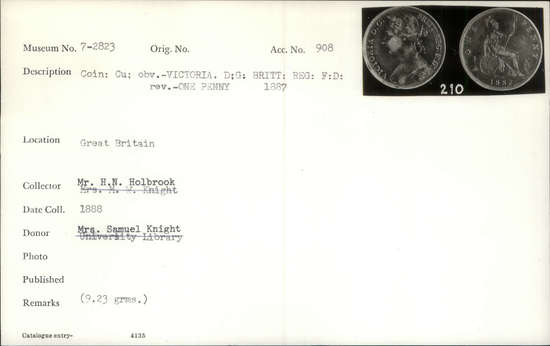 Museum No. 7-2823 Orig. No. Acc. No. 908
Description Coin: Cu; obv.-VICTORIA. D:G: BRITT: REG: F:D:
rev.-ONE PENNY 1887
210
Location Great Britain
Collector Mr. H.N. Holbrook
Mrs. M. E. Knight
Date Coll. 1888
Donor Mrs. Samuel Knight
University Library
Photo
Published
Remarks (9.23 grms.)
Catalogue entry- 4135